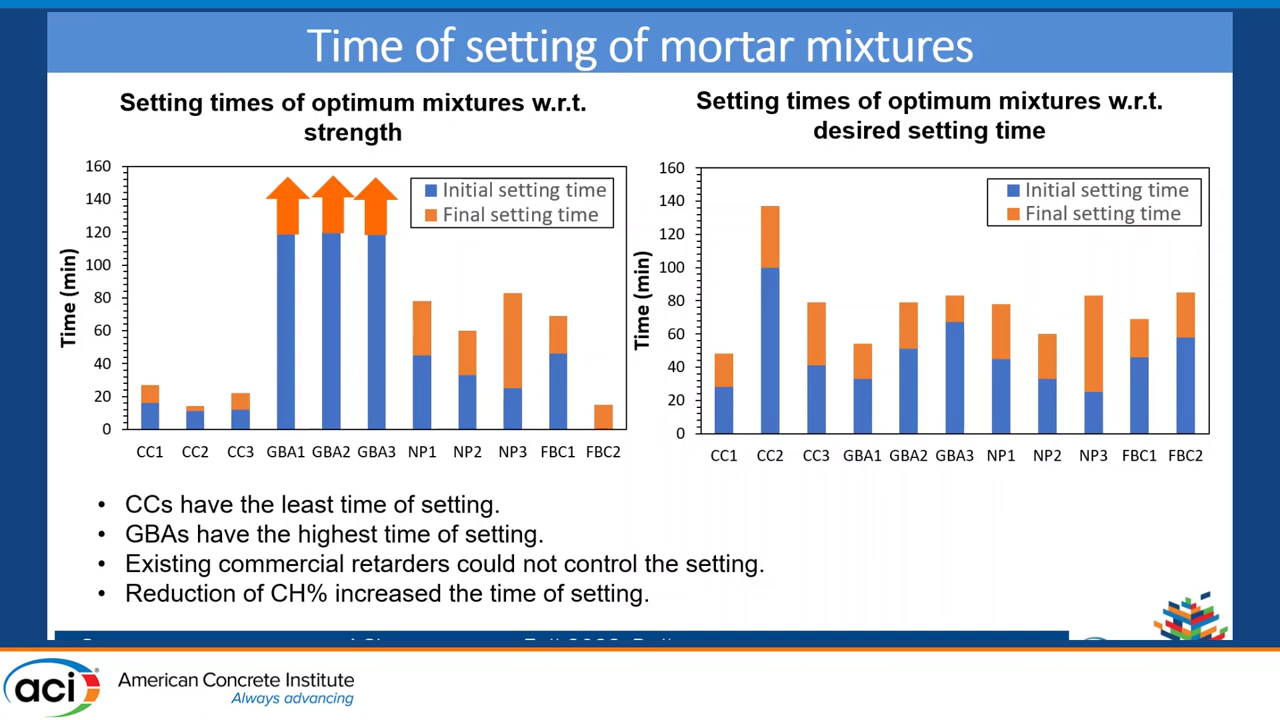 Time of setting of mortar mixtures
Setting times of optimum mixtures w.r.t.
strength
160
140
120
100
80
60
40
20
0
Time (min)
Initial setting time
Final setting time
CC1 CC2 CC3 GBA1 GBA2 GBA3 NP1 NP2 NP3 FBC1 FBC2
Setting times of optimum mixtures w.r.t.
desired setting time
160
140
120
100
80
60
40
20
0
Time (min)
Initial setting time
Final setting time
CC1 CC2 CC3 GBA1 GBA2 GBA3 NP1 NP2 NP3 FBC1 FBC2
• CCs have the least time of setting.
• GBAs have the highest time of setting.
• Existing commercial retarders could not control the setting.
• Reduction of CH% increased the time of setting.
aci®
American Concrete Institute
Always advancing